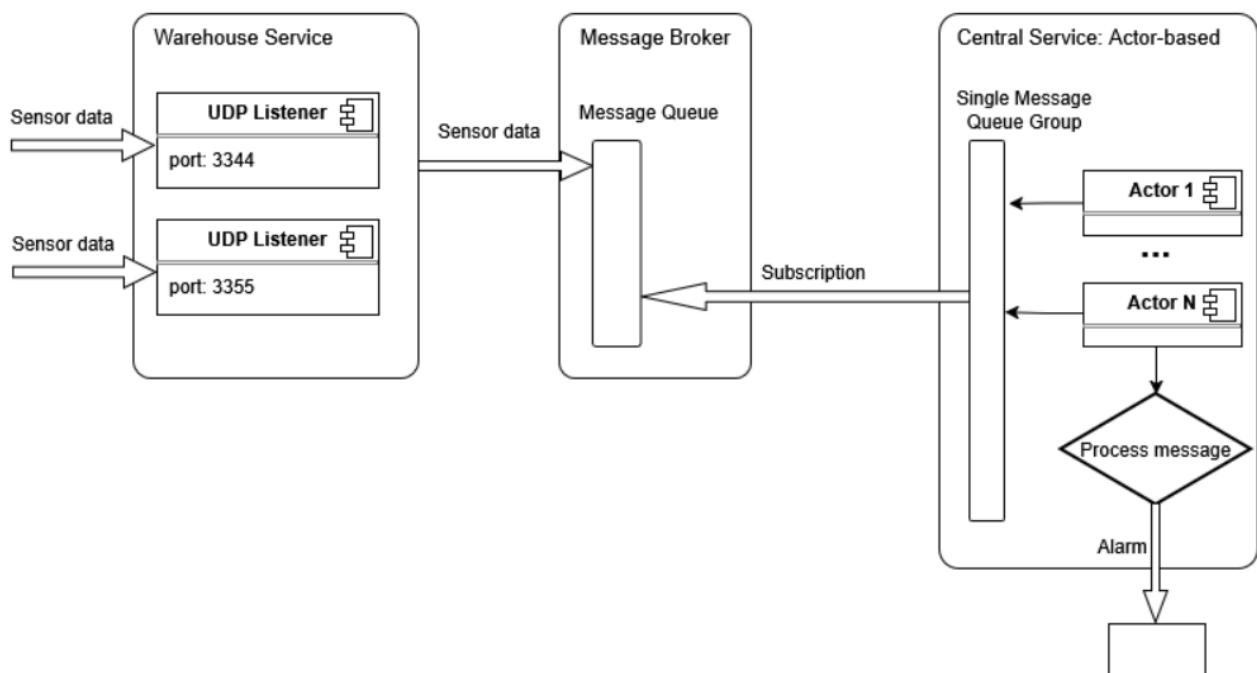 Warehouse Service
Sensor data
UDP Listener
port: 3344
Sensor data
UDP Listener
port: 3355
Sensor data
Message Broker
Message Queue
Subscription
Central Service: Actor-based
Single Message
Queue Group
Actor 1
...
Actor N
Process message
Alarm